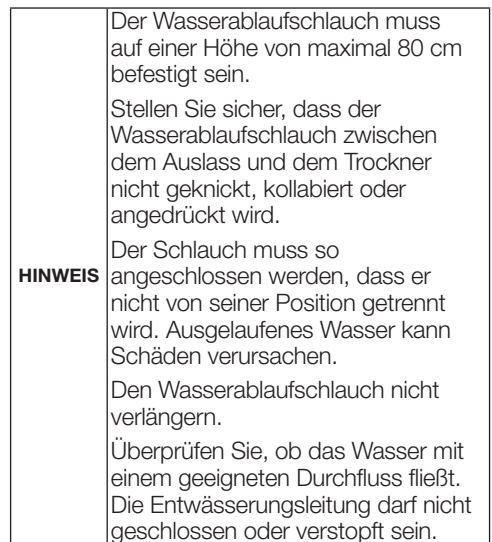 Der Wasserablaufschlauch muss
auf einer Höhe von maximal 80 cm
befestigt sein.
Stellen Sie sicher, dass der
Wasserablaufschlauch zwischen
dem Auslass und dem Trockner
nicht geknickt, kollabiert oder
angedrückt wird.
Der Schlauch muss so
HINWEIS angeschlossen werden, dass er
nicht von seiner Position getrennt
wird. Ausgelaufenes Wasser kann
Schäden verursachen.
Den Wasserablaufschlauch nicht
verlängern.
Überprüfen Sie, ob das Wasser mit
einem geeigneten Durchfluss fließt.
Die Entwässerungsleitung darf nicht
geschlossen oder verstopft sein.